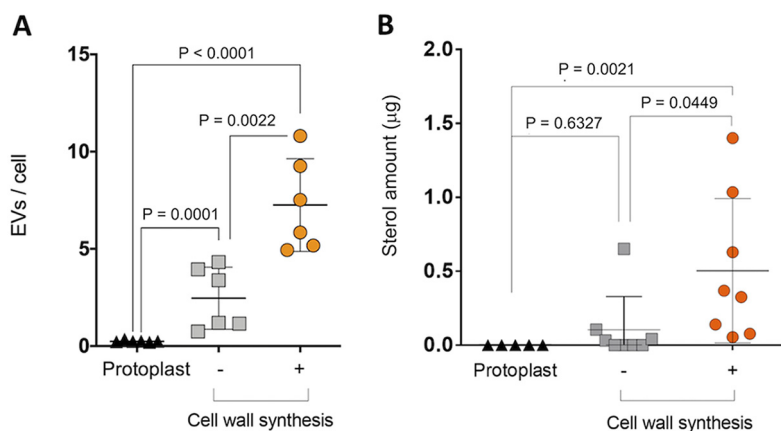 A
EVs / cell
15
10
5
0
P < 0.0001
P = 0.0022
P = 0.0001
Protoplast
-
+
Cell wall synthesis
B
Sterol amount (μg)
2.0
1.5
1.0
0.5
0.0
P = 0.0021
P = 0.0449
P = 0.6327
Protoplast
-
+
Cell wall synthesis